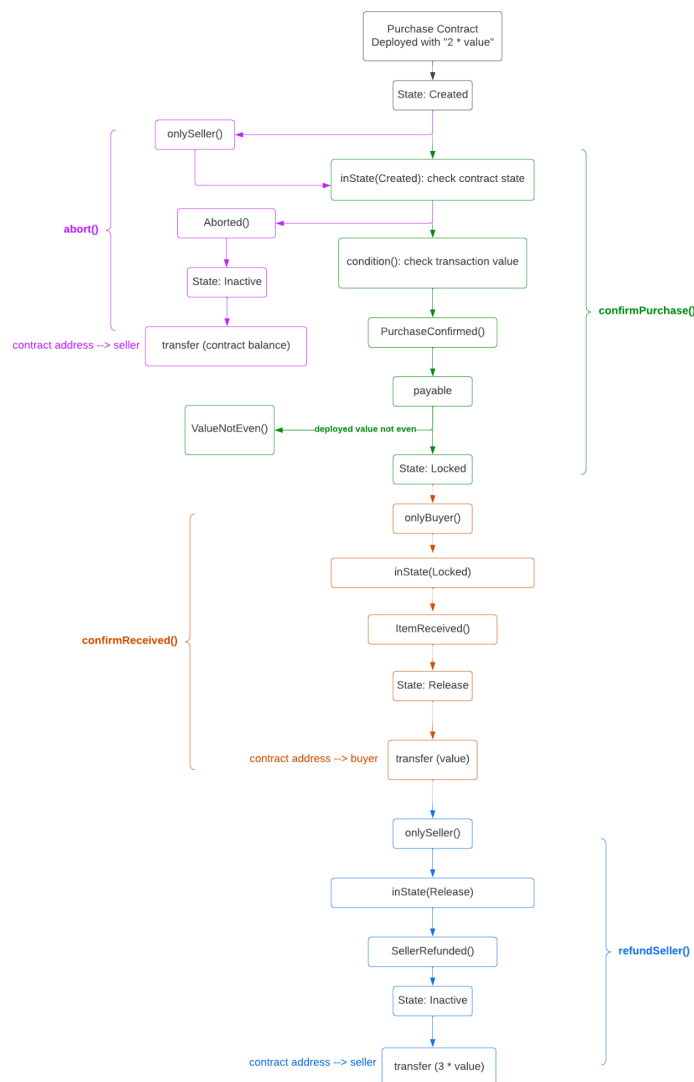 Purchase Contract
Deployed with "2 * value"
State: Created
onlySeller()
inState(Created): check contract state
Aborted()
abort()
condition(): check transaction value
State: Inactive
confirmPurchase()
PurchaseConfirmed()
contract address --> seller
transfer (contract balance)
payable
ValueNotEven()
deployed value not even
State: Locked
onlyBuyer()
inState(Locked)
ItemReceived()
confirmReceived()
State: Release
contract address --> buyer
transfer (value)
onlySeller()
inState(Release)
SellerRefunded()
refundSeller()
State: Inactive
contract address --> seller
transfer (3 * value)